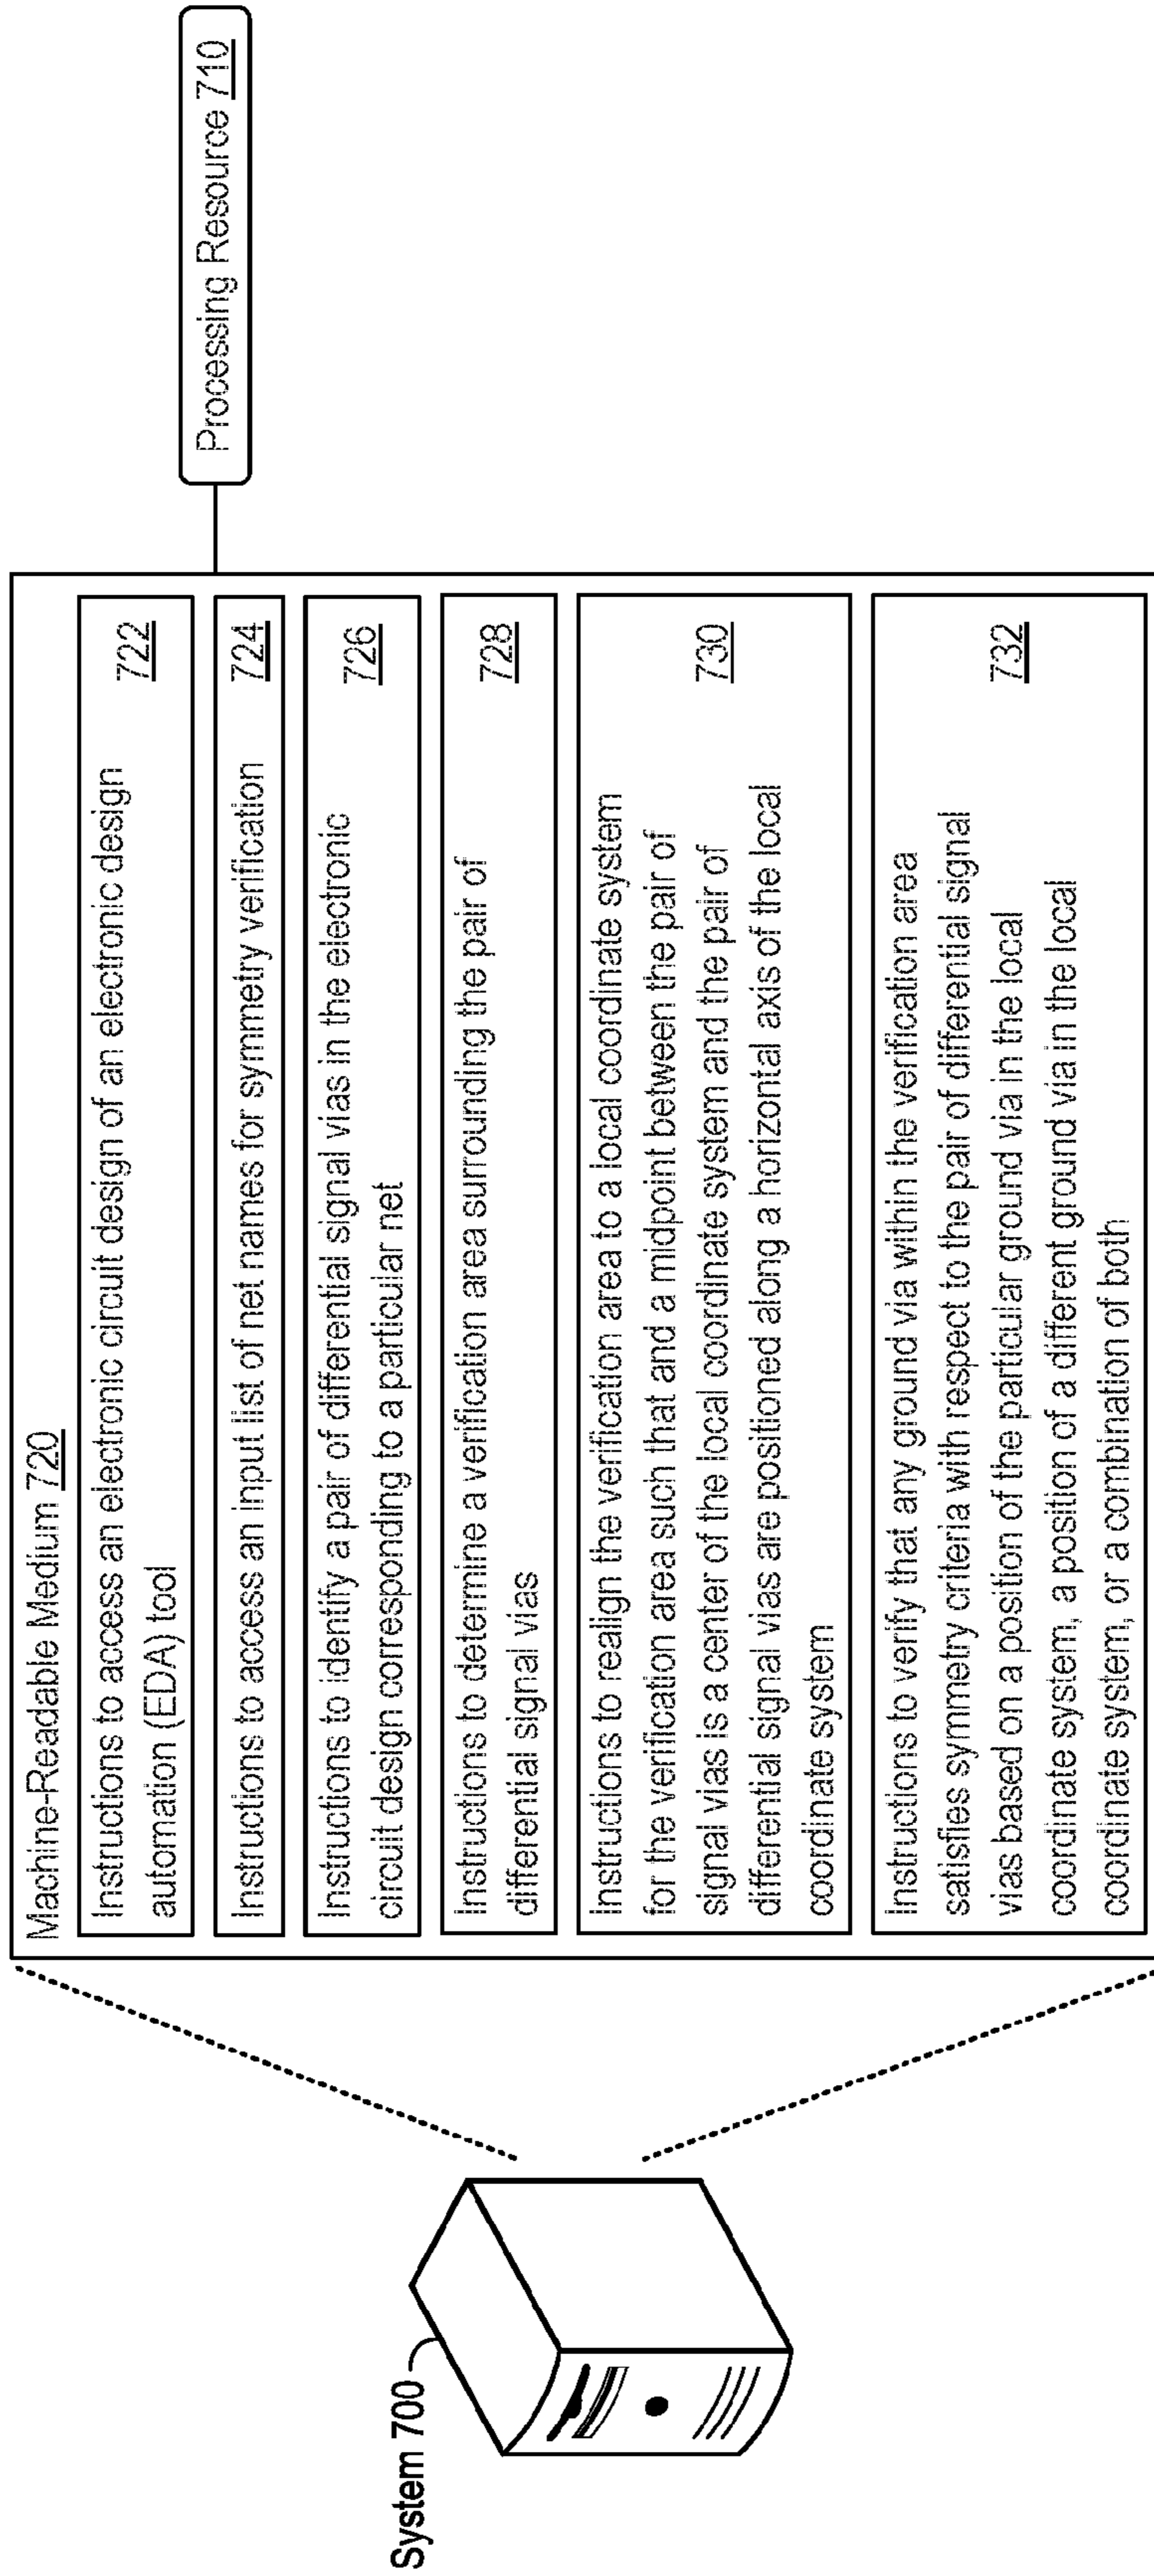 System 700
Machine-Readable Medium 720
Instructions to access an electronic circuit design of an electronic design
automation (EDA) tool
722
Instructions to access an input list of net names for symmetry verification
724
Instructions to identify a pair of differential signal vias in the electronic
circuit design corresponding to a particular net
726
Instructions to determine a verification area surrounding the pair of
differential signal vias
728
Instructions to realign the verification area to a local coordinate system
for the verification area such that and a midpoint between the pair of
signal vias is a center of the local coordinate system and the pair of
differential signal vias are positioned along a horizontal axis of the local
coordinate system
730
Instructions to verify that any ground via within the verification area
satisfies symmetry criteria with respect to the pair of differential signal
vias based on a position of the particular ground via in the local
coordinate system, a position of a different ground via in the local
coordinate system, or a combination of both
732
Processing Resource 710